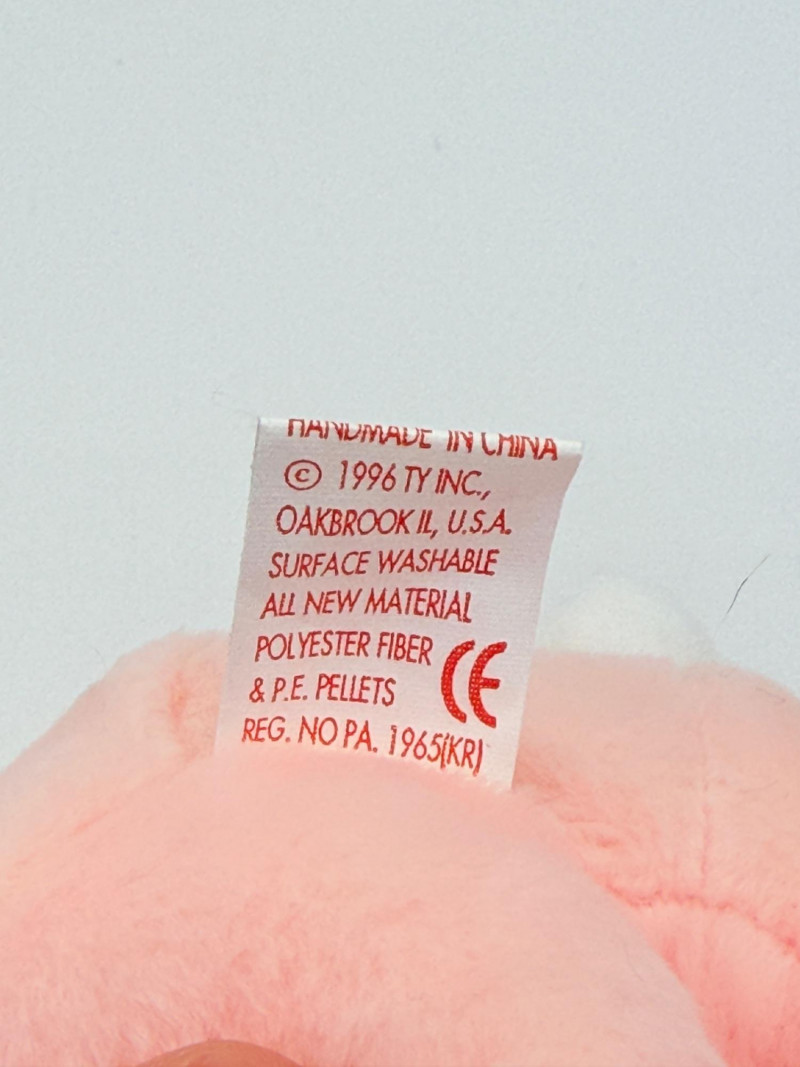 HANDMADE IN CHINA
© 1996 TY INC.,
OAKBROOK IL, U.S.A.
SURFACE WASHABLE
ALL NEW MATERIAL
POLYESTER FIBER
& P.E. PELLETS CE
REG. NO PA. 1965(KR)